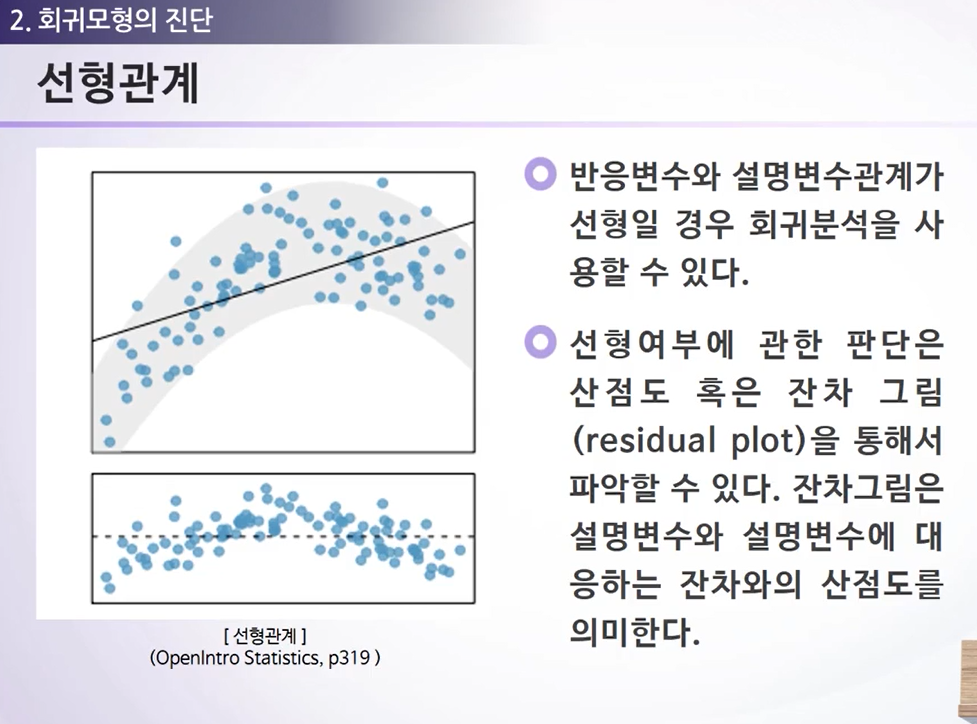 2. 회귀모형의 진단
선형관계
반응변수와 설명변수관계가
선형일 경우 회귀분석을 사
용할 수 있다.
선형여부에 관한 판단은
산점도 혹은 잔차 그림
(residual plot)을 통해서
파악할 수 있다. 잔차그림은
설명변수와 설명변수에 대
응하는 잔차와의 산점도를
의미한다.
[ 선형관계 ]
(OpenIntro Statistics, p319 )